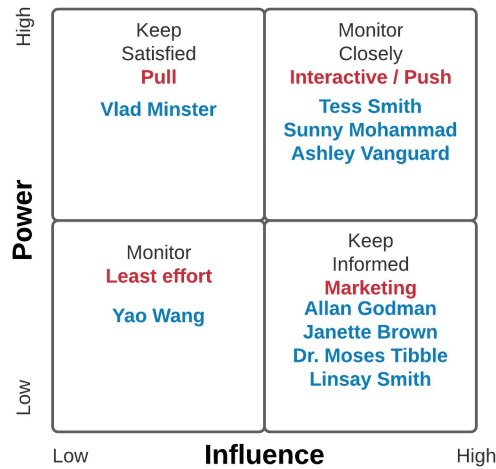 High
Keep
Satisfied
Pull
Vlad Minster
Monitor
Closely
Interactive / Push
Tess Smith
Sunny Mohammad
Ashley Vanguard
Power
Monitor
Least effort
Yao Wang
Keep
Informed
Marketing
Allan Godman
Janette Brown
Dr. Moses Tibble
Linsay Smith
Low
Low
Influence
High